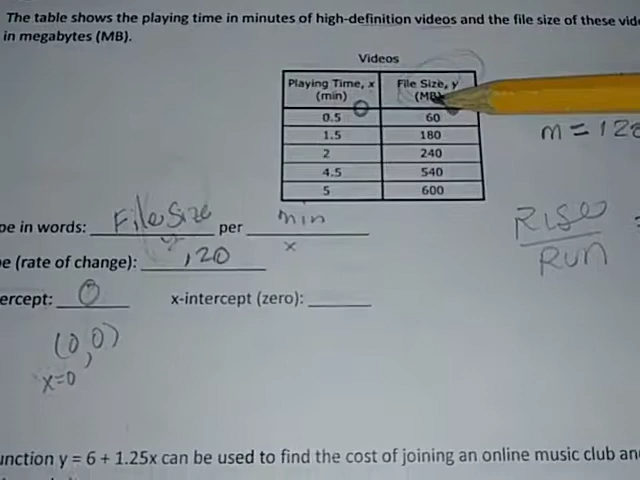 The table shows the playing time in minutes of high-definition videos and the file size of these vide
in megabytes (MB).
Videos
Playing Time, x (min) File Size, y (MB)
0
0.5 60
1.5 180
2 240
4.5 540
5 600
m = 120
pe in words: File Size per min
y x
Rise
Run =
pe (rate of change): 120
ercept: 0 x-intercept (zero):
(0,0)
x=0
unction y = 6 + 1.25x can be used to find the cost of joining an online music club an